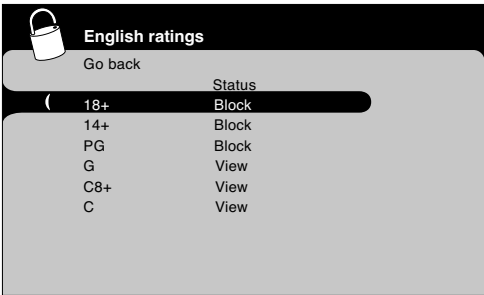 English ratings
Go back
Status
18+ Block
14+ Block
PG Block
G View
C8+ View
C View